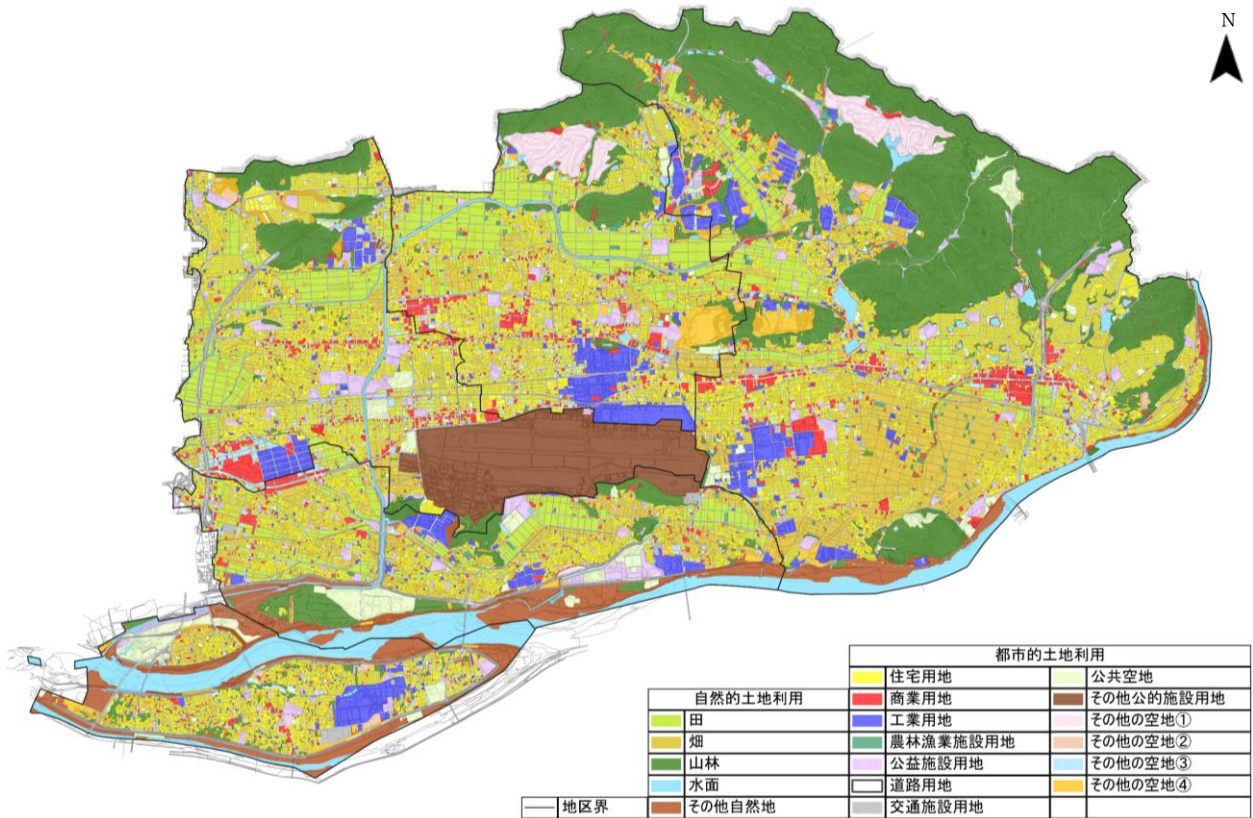 N
都市的土地利用
住宅用地 公共空地
自然的土地利用 商業用地 その他公的施設用地
田 工業用地 その他の空地①
畑 農林漁業施設用地 その他の空地②
山林 公益施設用地 その他の空地③
水面 道路用地 その他の空地④
地区界 その他自然地 交通施設用地